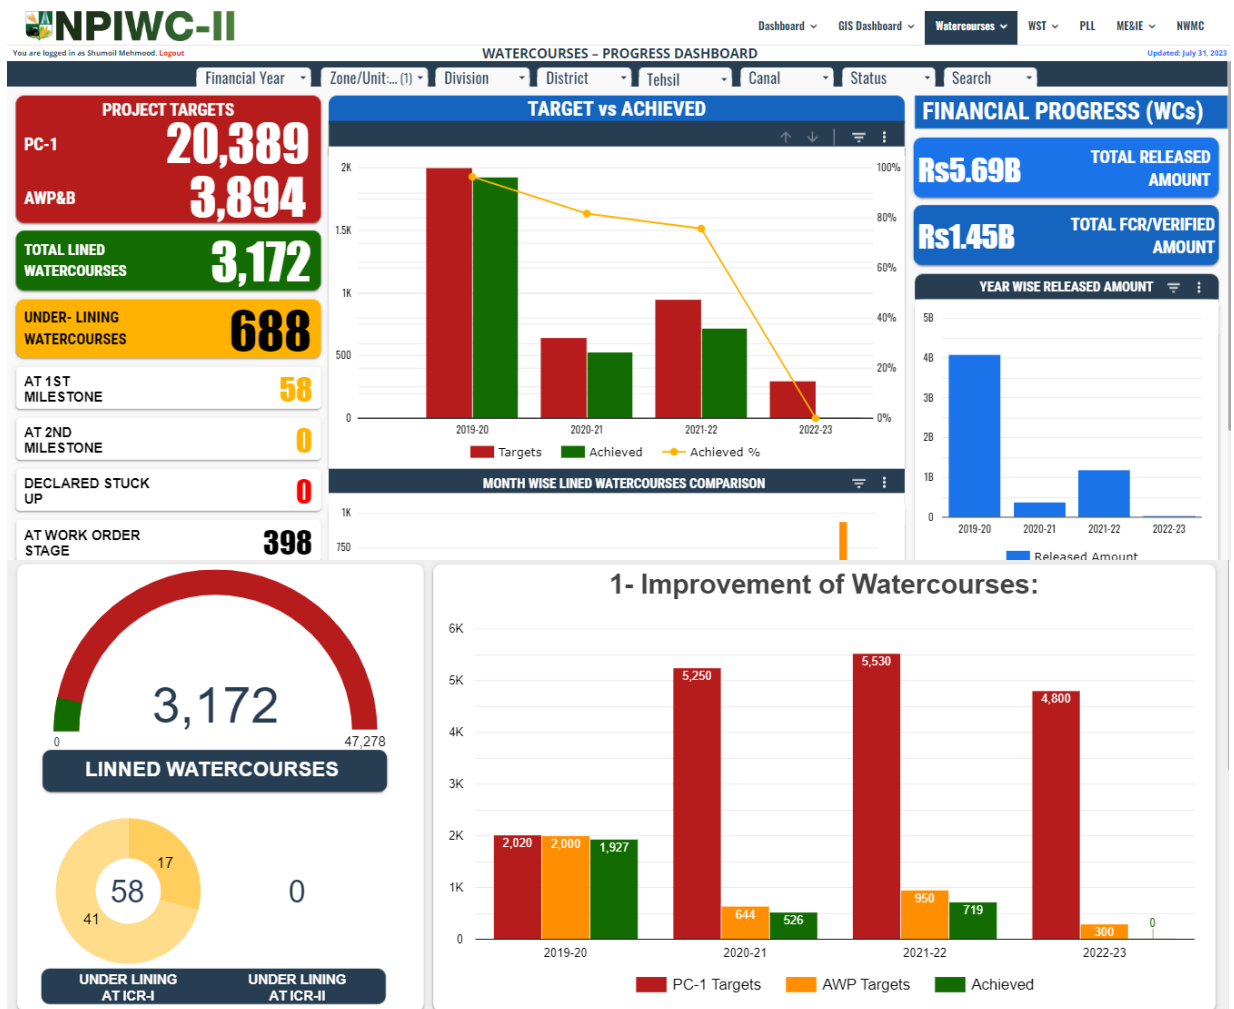 NPIWC-II
Dashboard
GIS Dashboard
Watercourses
WST
PLL
ME&IE
NWMC
You are logged in as Shumoil Mehmood. Logout
WATERCOURSES – PROGRESS DASHBOARD
Updated: July 31, 2023
Financial Year
Zone/Unit:... (1)
Division
District
Tehsil
Canal
Status
Search
PROJECT TARGETS
PC-1
20,389
AWP&B
3,894
TOTAL LINED
WATERCOURSES
3,172
UNDER- LINING
WATERCOURSES
688
AT 1ST
MILESTONE
58
AT 2ND
MILESTONE
0
DECLARED STUCK
UP
0
AT WORK ORDER
STAGE
398
TARGET vs ACHIEVED
2K
1.5K
1K
500
0
100%
80%
60%
40%
20%
0%
2019-20
2020-21
2021-22
2022-23
Targets
Achieved
Achieved %
MONTH WISE LINED WATERCOURSES COMPARISON
1K
750
FINANCIAL PROGRESS (WCs)
Rs5.69B
TOTAL RELEASED
AMOUNT
Rs1.45B
TOTAL FCR/VERIFIED
AMOUNT
YEAR WISE RELEASED AMOUNT
5B
4B
3B
2B
1B
0
2019-20
2020-21
2021-22
2022-23
Released Amount
3,172
0
47,278
LINNED WATERCOURSES
17
58
41
0
UNDER LINING
AT ICR-I
UNDER LINING
AT ICR-II
1- Improvement of Watercourses:
6K
5K
4K
3K
2K
1K
0
2,020
2,000
1,927
5,250
644
526
5,530
950
719
4,800
300
0
2019-20
2020-21
2021-22
2022-23
PC-1 Targets
AWP Targets
Achieved